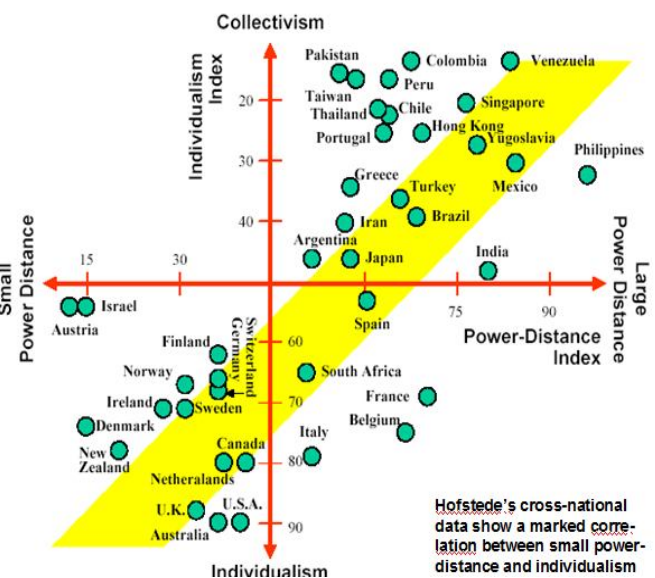 Collectivism
Pakistan
Colombia
Venezuela
Individualism
Index
Peru
Taiwan
20
Singapore
Thailand
Chile
Portugal
Hong Kong
Yugoslavia
30
Philippines
Greece
Turkey
Mexico
40
Iran
Brazil
Argentina
Japan
India
Small
Power Distance
15
30
75
90
Large
Power Distance
Israel
Austria
Spain
Power-Distance
Index
Finland
60
Switzerland
Germany
Norway
South Africa
Ireland
Sweden
70
France
Denmark
Belgium
New
Zealand
Canada
Italy
80
Netheralands
U.K.
U.S.A.
Australia
90
Individualism
Hofstede's cross-national
data show a marked corre-
lation between small power-
distance and individualism